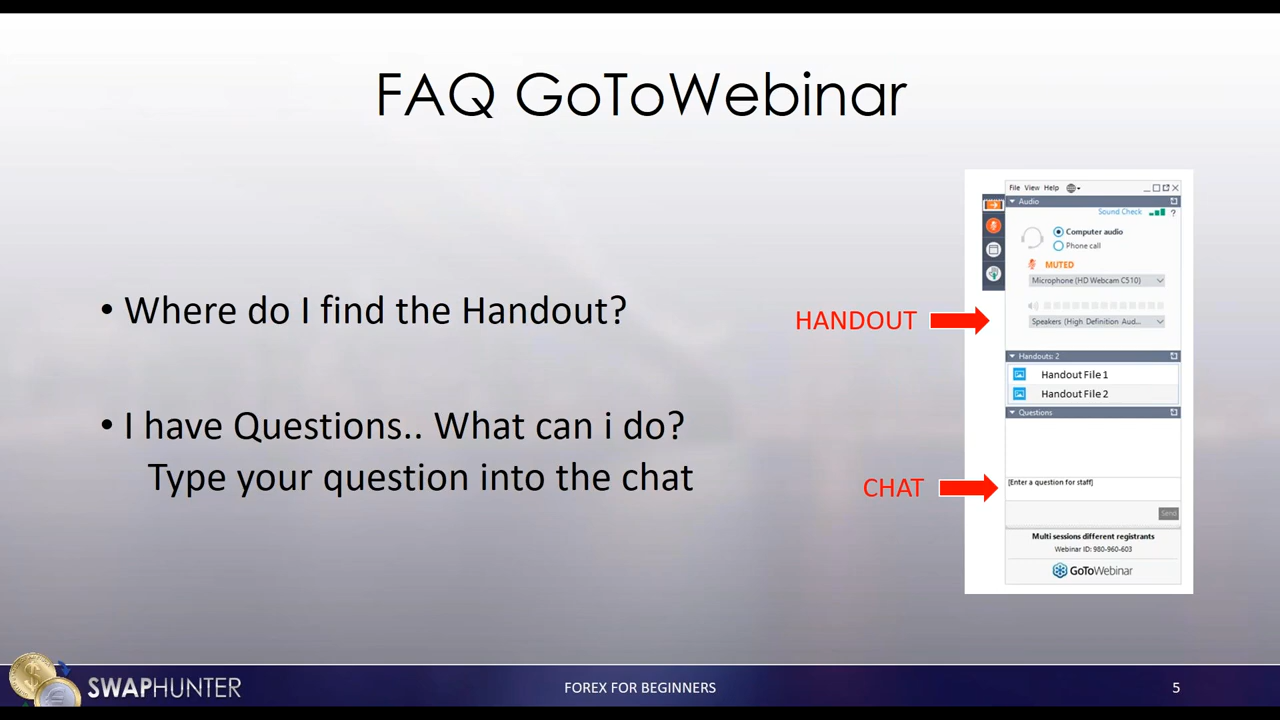 FAQ GoToWebinar
• Where do I find the Handout?
• I have Questions.. What can i do?
Type your question into the chat
HANDOUT
CHAT
File View Help
Audio
Sound Check ?
Computer audio
Phone call
MUTED
Microphone (HD Webcam C510)
Speakers (High Definition Aud...
Handouts: 2
Handout File 1
Handout File 2
Questions
[Enter a question for staff]
Send
Multi sessions different registrants
Webinar ID: 980-960-603
GoToWebinar
SWAPHUNTER
FOREX FOR BEGINNERS
5